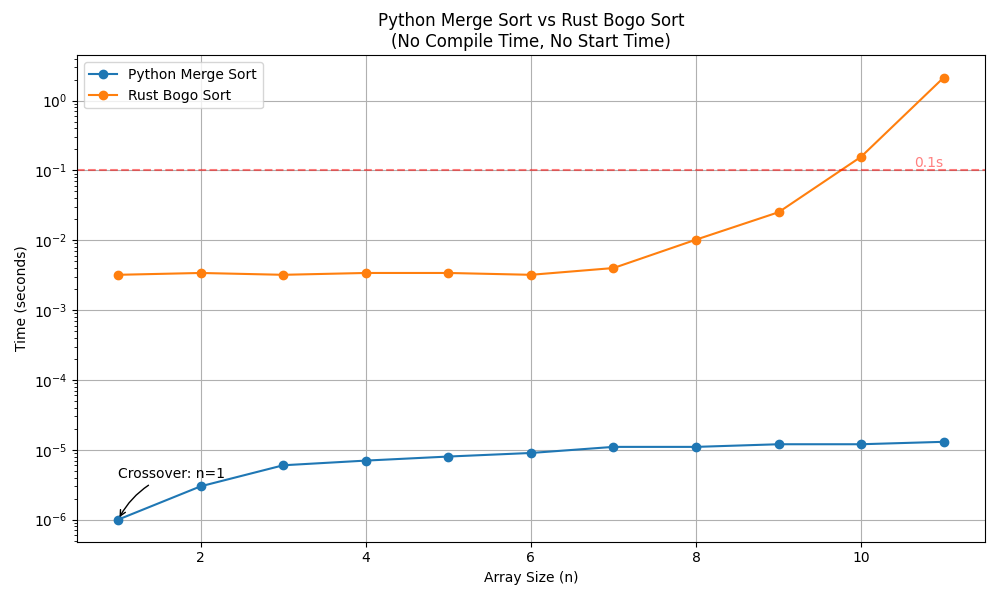 Python Merge Sort vs Rust Bogo Sort
(No Compile Time, No Start Time)
Python Merge Sort
Rust Bogo Sort
Time (seconds)
10⁰
10⁻¹
10⁻²
10⁻³
10⁻⁴
10⁻⁵
10⁻⁶
0.1s
Crossover: n=1
2 4 6 8 10
Array Size (n)